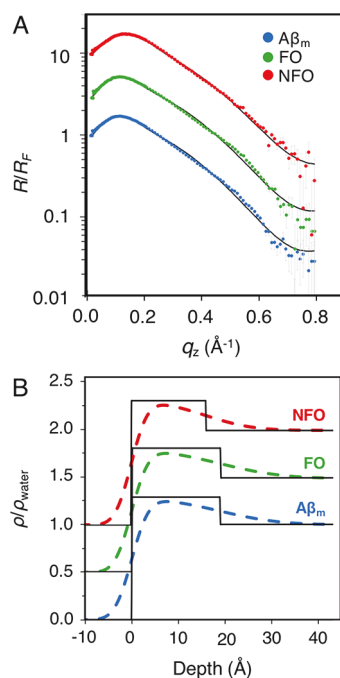 A
Aβm
FO
NFO
R/RF
10
1
0.1
0.01
0.0 0.2 0.4 0.6 0.8 1.0
qz (Å-1)
B
2.5
2.0
1.5
1.0
0.5
0.0
ρ/ρwater
NFO
FO
Aβm
-10 0 10 20 30 40
Depth (Å)